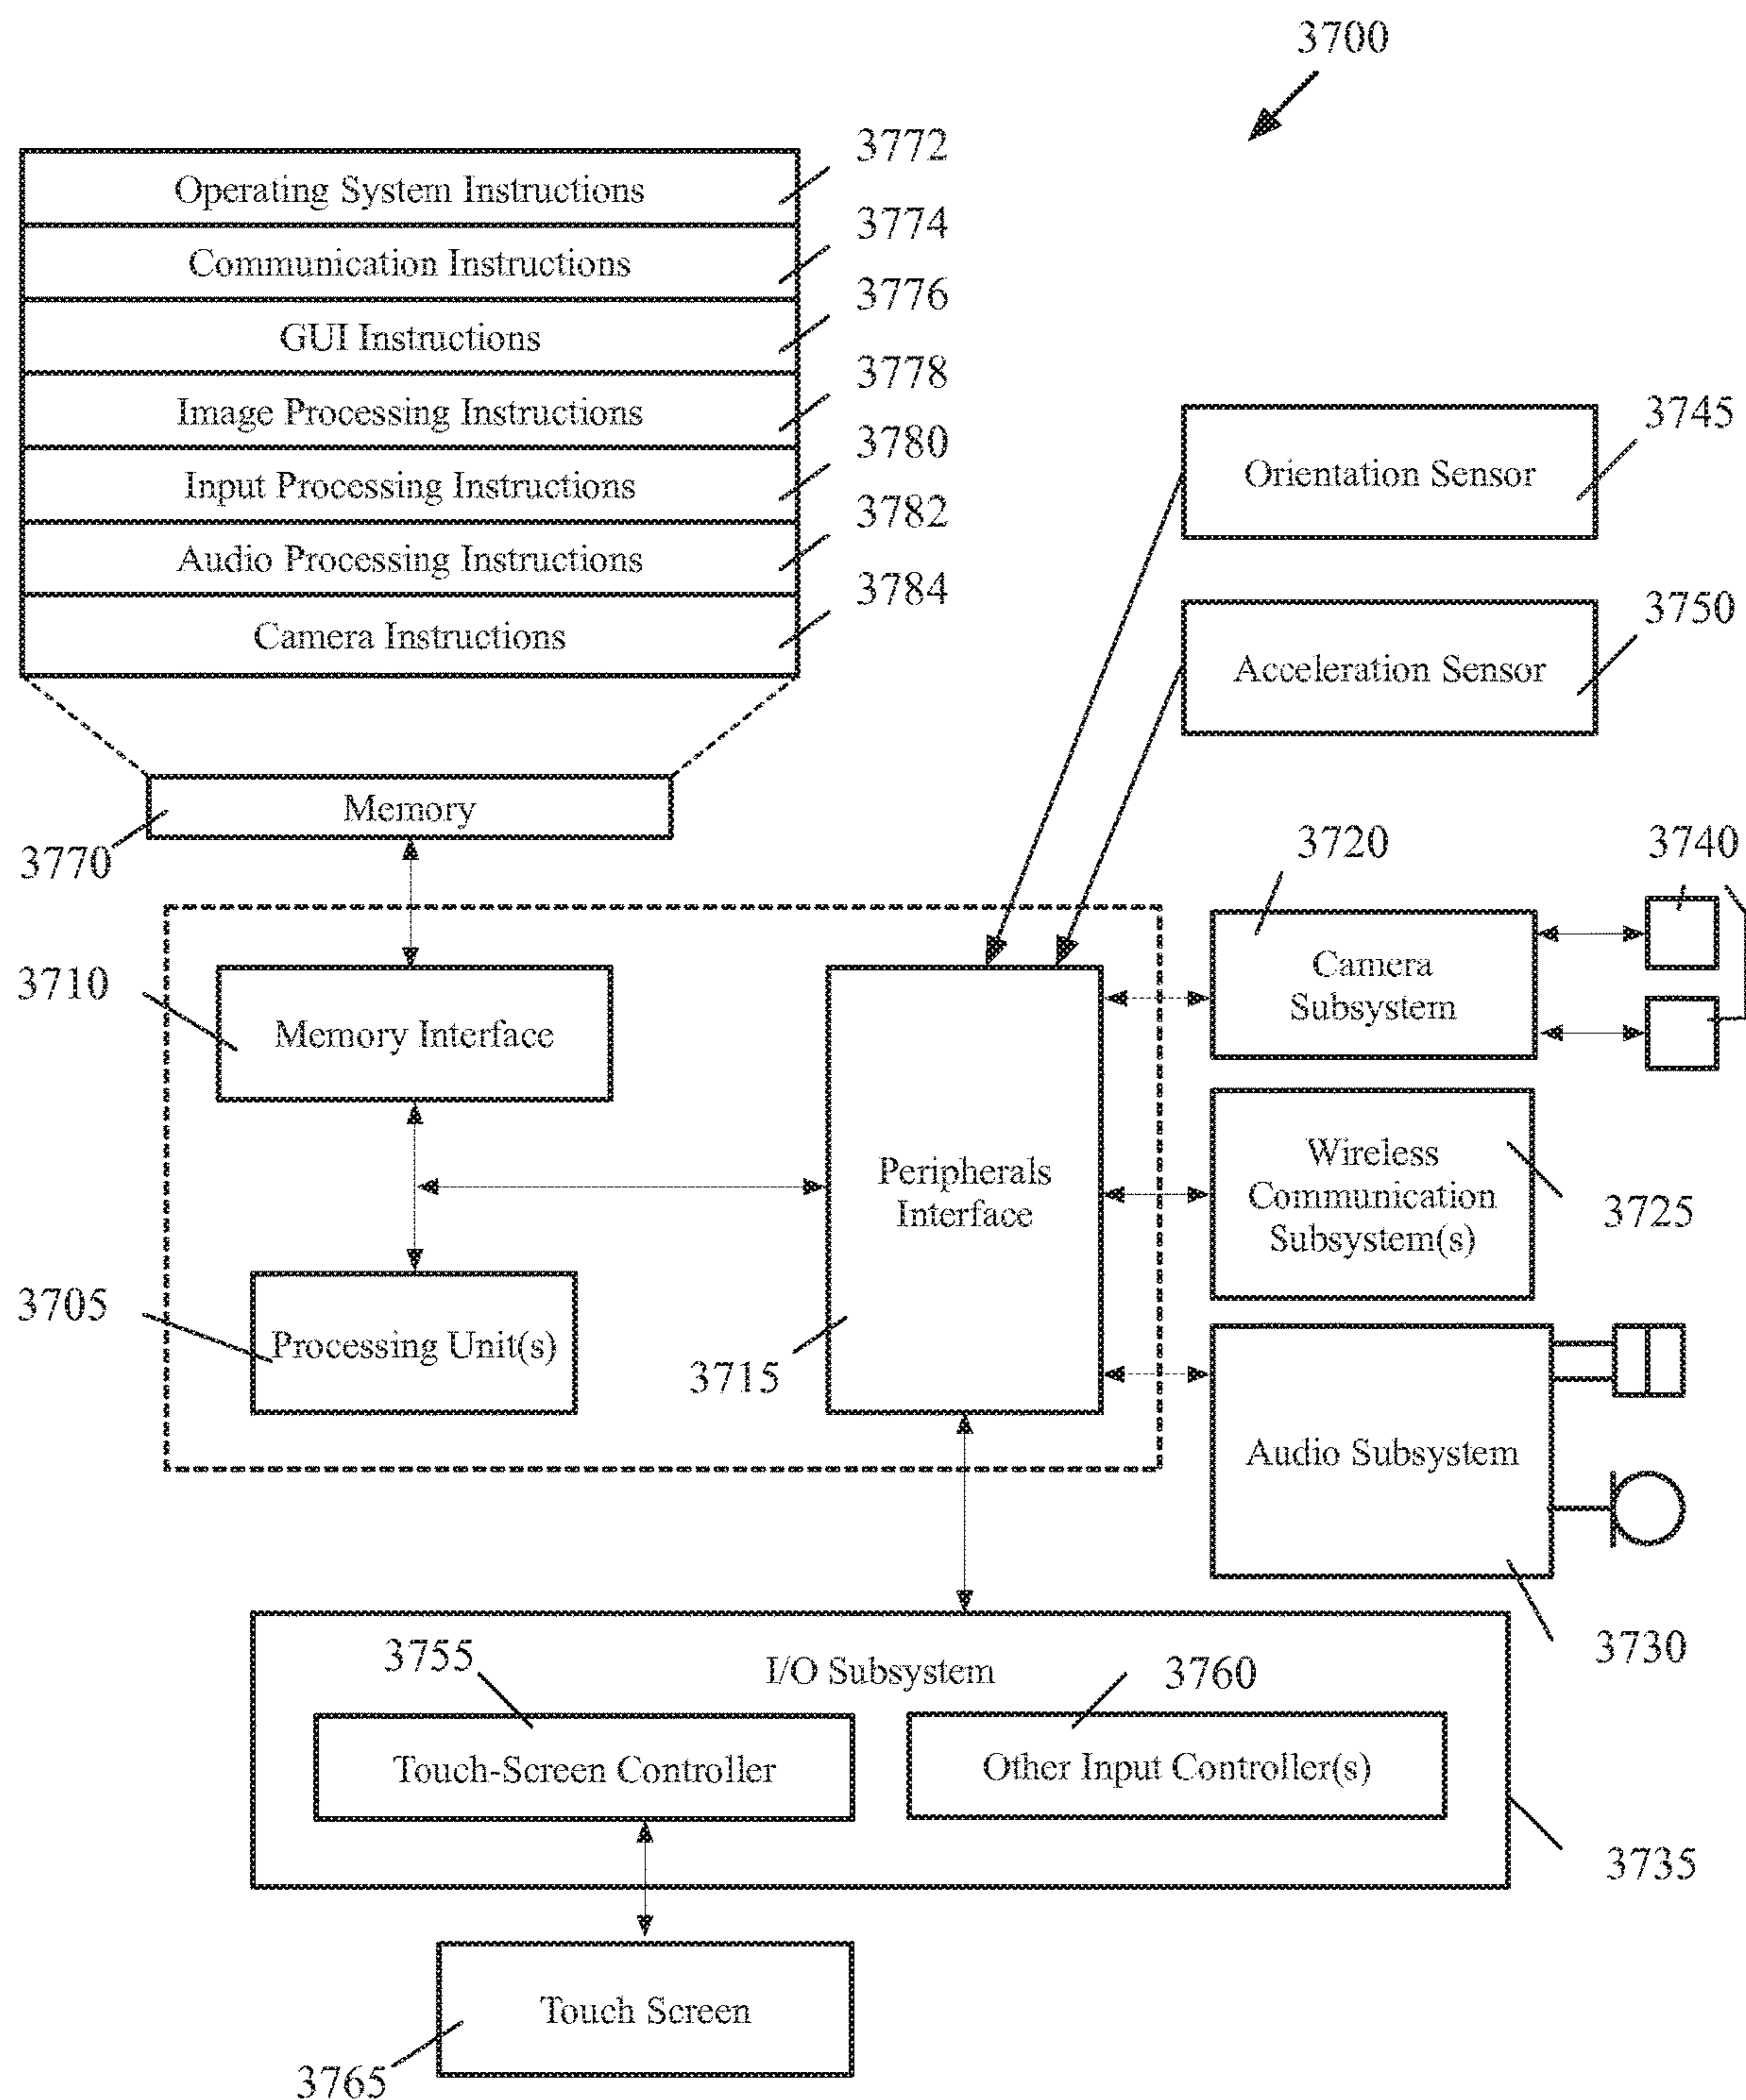 3700
3772
Operating System Instructions
3774
Communication Instructions
3776
GUI Instructions
3778
Image Processing Instructions
3780
Input Processing Instructions
3782
Audio Processing Instructions
3784
Camera Instructions
3745
Orientation Sensor
3750
Acceleration Sensor
Memory
3770
3720
3740
Camera
Subsystem
3710
Memory Interface
Peripherals
Interface
Wireless
Communication
Subsystem(s)
3725
3705
Processing Unit(s)
3715
Audio Subsystem
3730
3755
I/O Subsystem
3760
Touch-Screen Controller
Other Input Controller(s)
3735
Touch Screen
3765